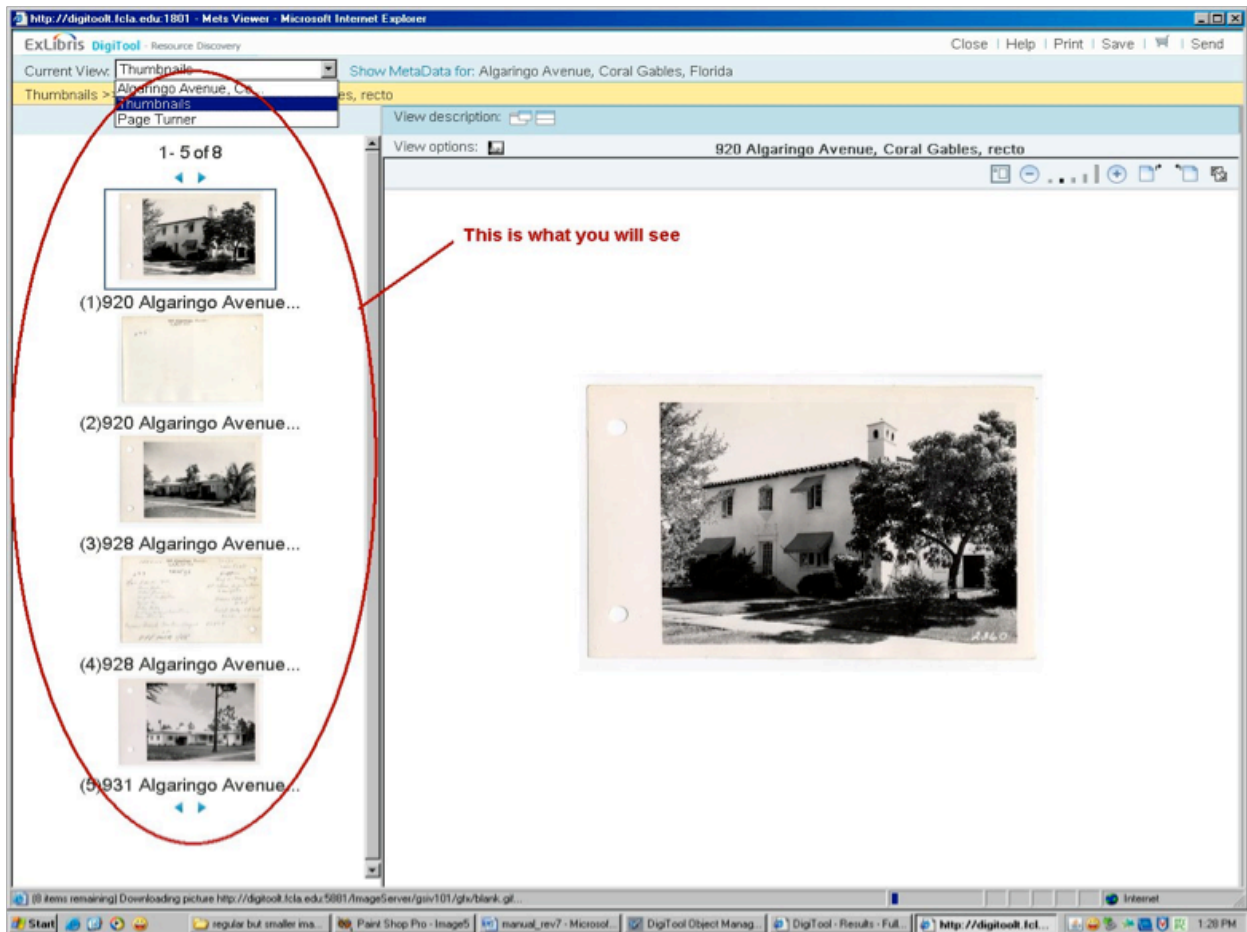 http://digitoolt.fcla.edu:1801 - Mets Viewer - Microsoft Internet Explorer
ExLibris DigiTool - Resource Discovery
Close | Help | Print | Save | | Send
Current View: Thumbnails
Show MetaData for: Algaringo Avenue, Coral Gables, Florida
Algaringo Avenue, Co...
Thumbnails
Page Turner
Thumbnails >
es, recto
View description:
1- 5 of 8
View options:
920 Algaringo Avenue, Coral Gables, recto
This is what you will see
(1)920 Algaringo Avenue...
(2)920 Algaringo Avenue...
(3)928 Algaringo Avenue...
(4)928 Algaringo Avenue...
(5)931 Algaringo Avenue...
2360
(8 items remaining) Downloading picture http://digitoolt.fcla.edu:5881/ImageServer/gsiv101/gfx/blank.gif...
Internet
Start
regular but smaller ima...
Paint Shop Pro - Image5
manual_rev7 - Microsof...
DigiTool Object Manag...
DigiTool - Results - Full...
http://digitoolt.fcl...
1:28 PM